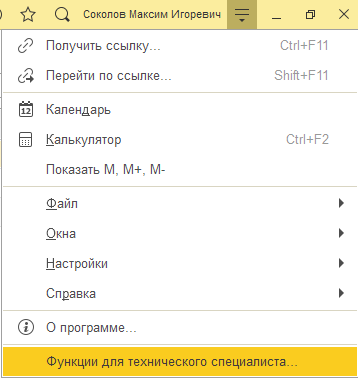 Соколов Максим Игоревич
Получить ссылку... Ctrl+F11
Перейти по ссылке... Shift+F11
12 Календарь
Калькулятор Ctrl+F2
Показать M, M+, M-
Файл
Окна
Настройки
Справка
О программе...
Функции для технического специалиста...